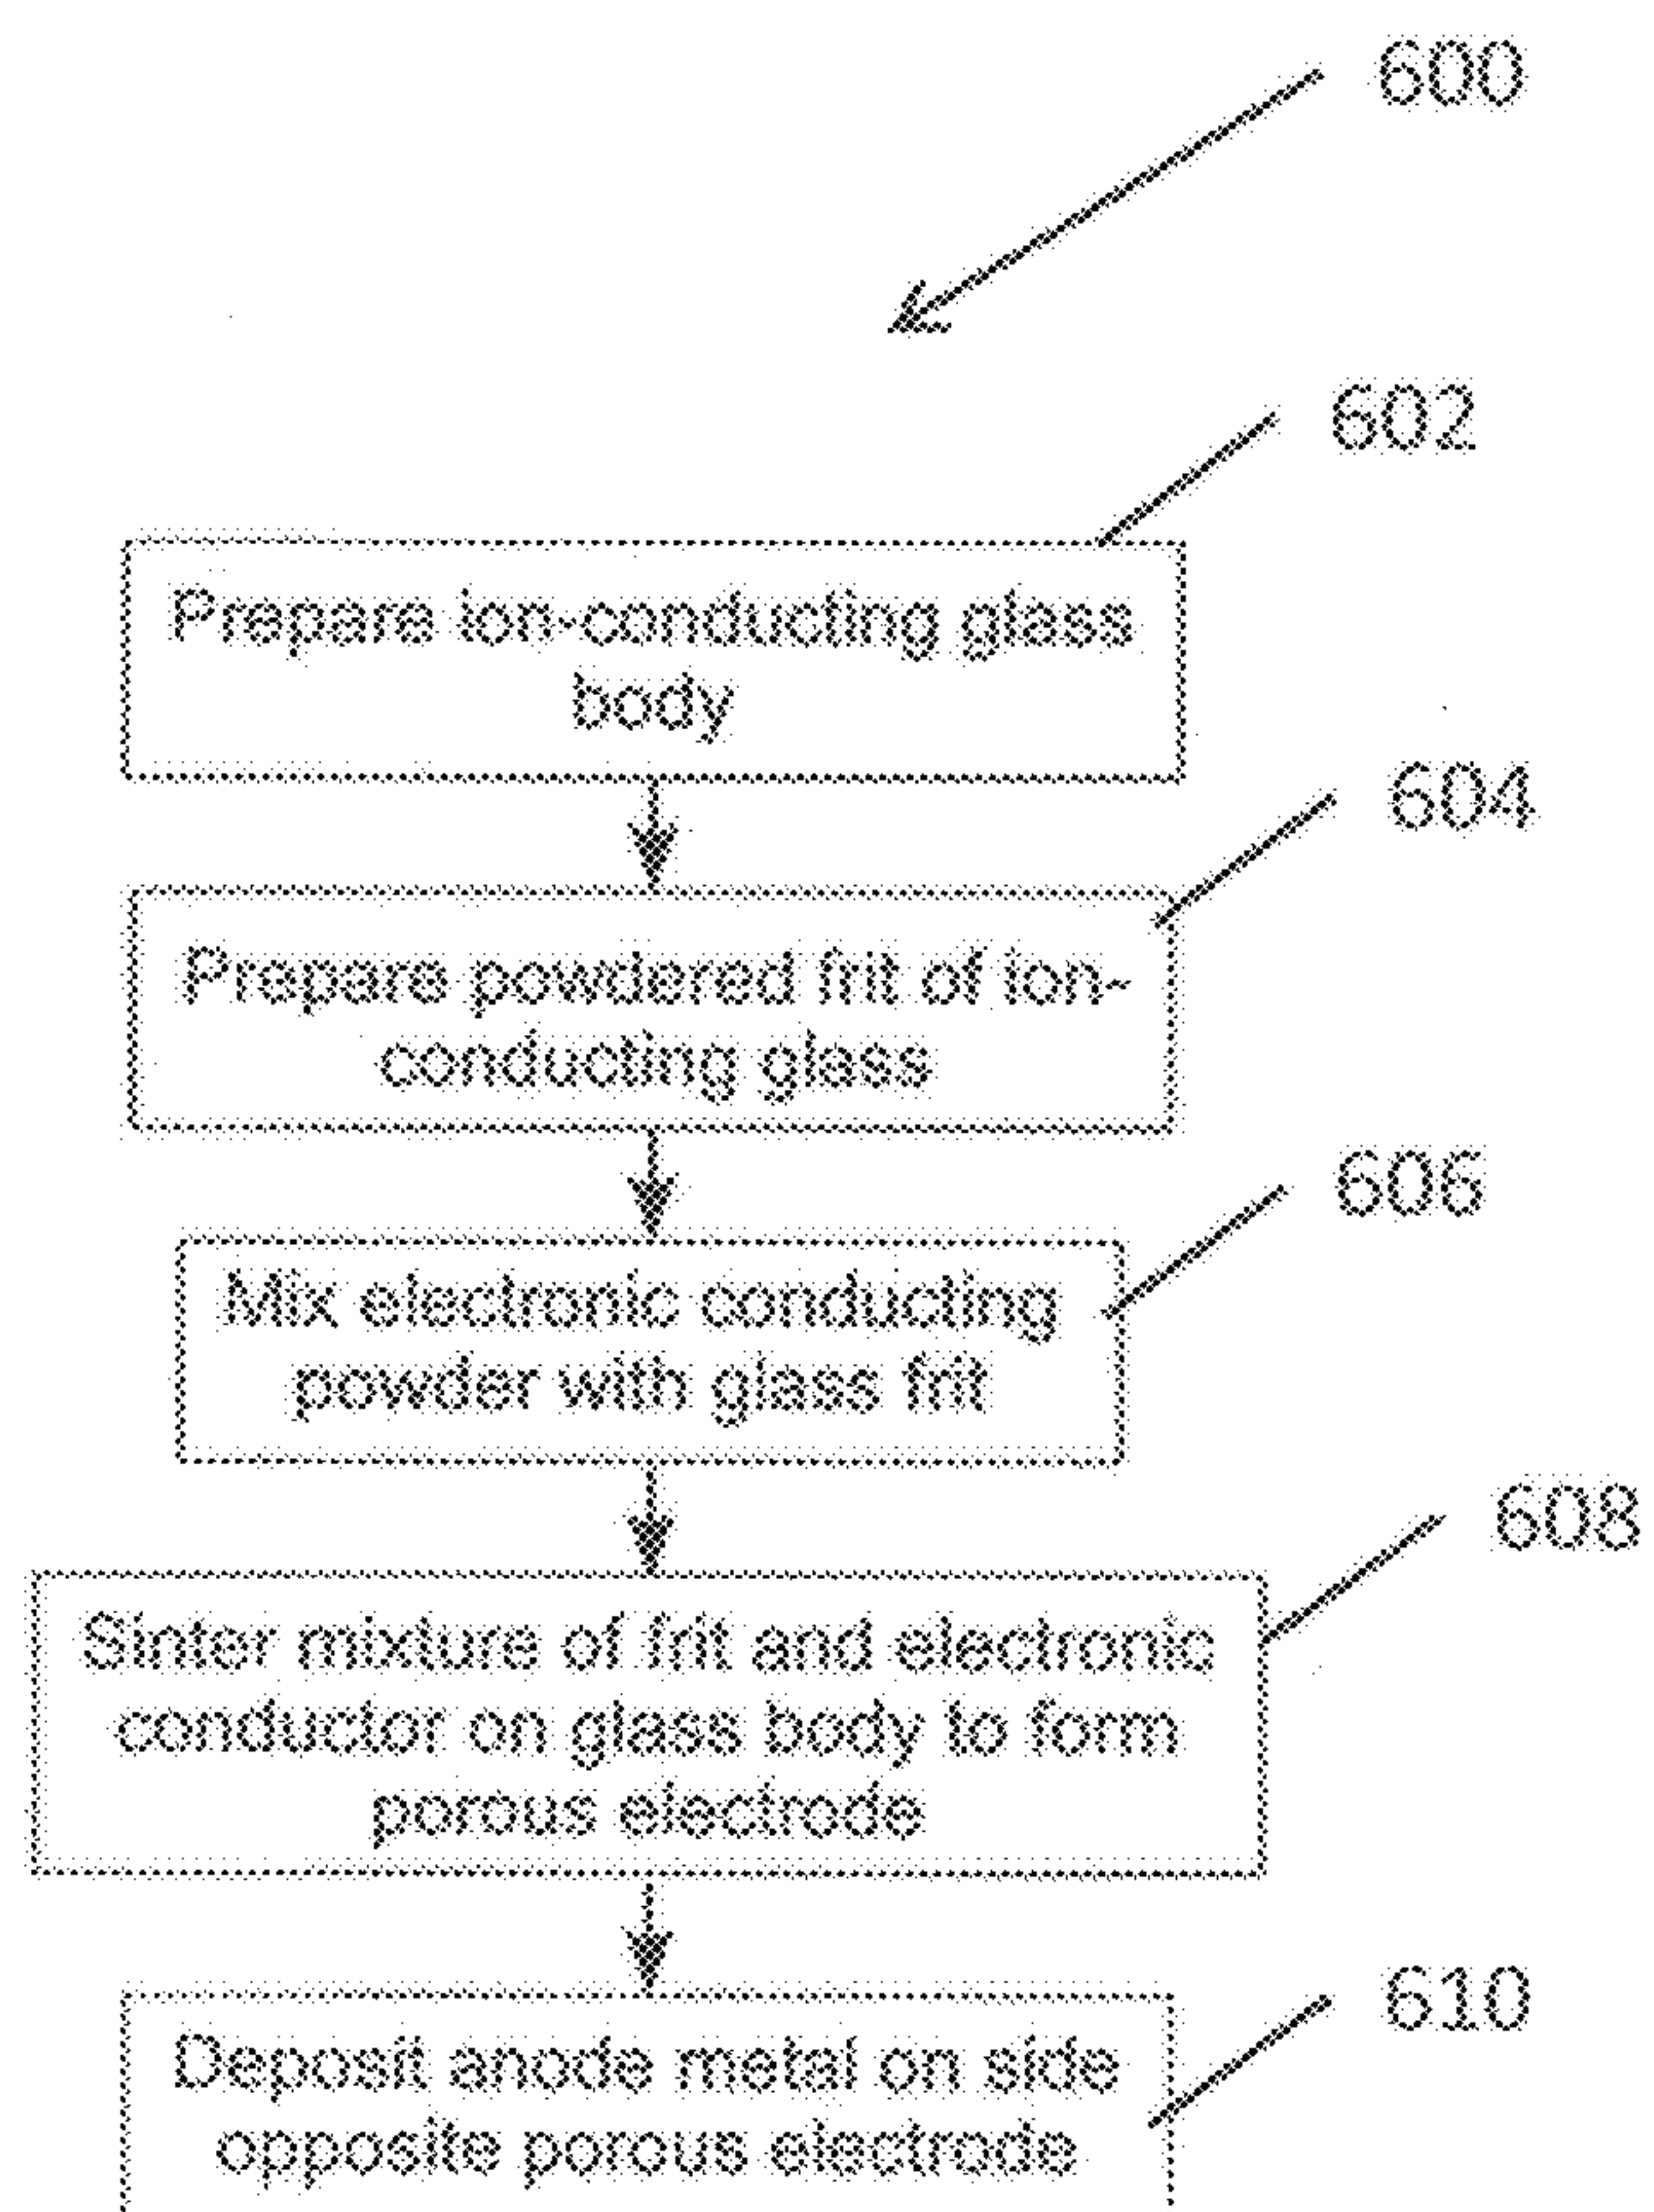 600
602
Prepare ion-conducting glass
body
604
Prepare powdered frit of ion-
conducting glass
606
Mix electronic conducting
powder with glass frit
608
Sinter mixture of frit and electronic
conductor on glass body to form
porous electrode
610
Deposit anode metal on side
opposite porous electrode